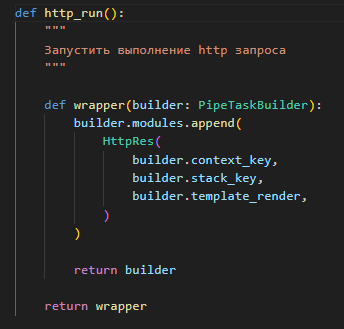 def http_run():
    """
    Запустить выполнение http запроса
    """

    def wrapper(builder: PipeTaskBuilder):
        builder.modules.append(
            HttpRes(
                builder.context_key,
                builder.stack_key,
                builder.template_render,
            )
        )

        return builder

    return wrapper